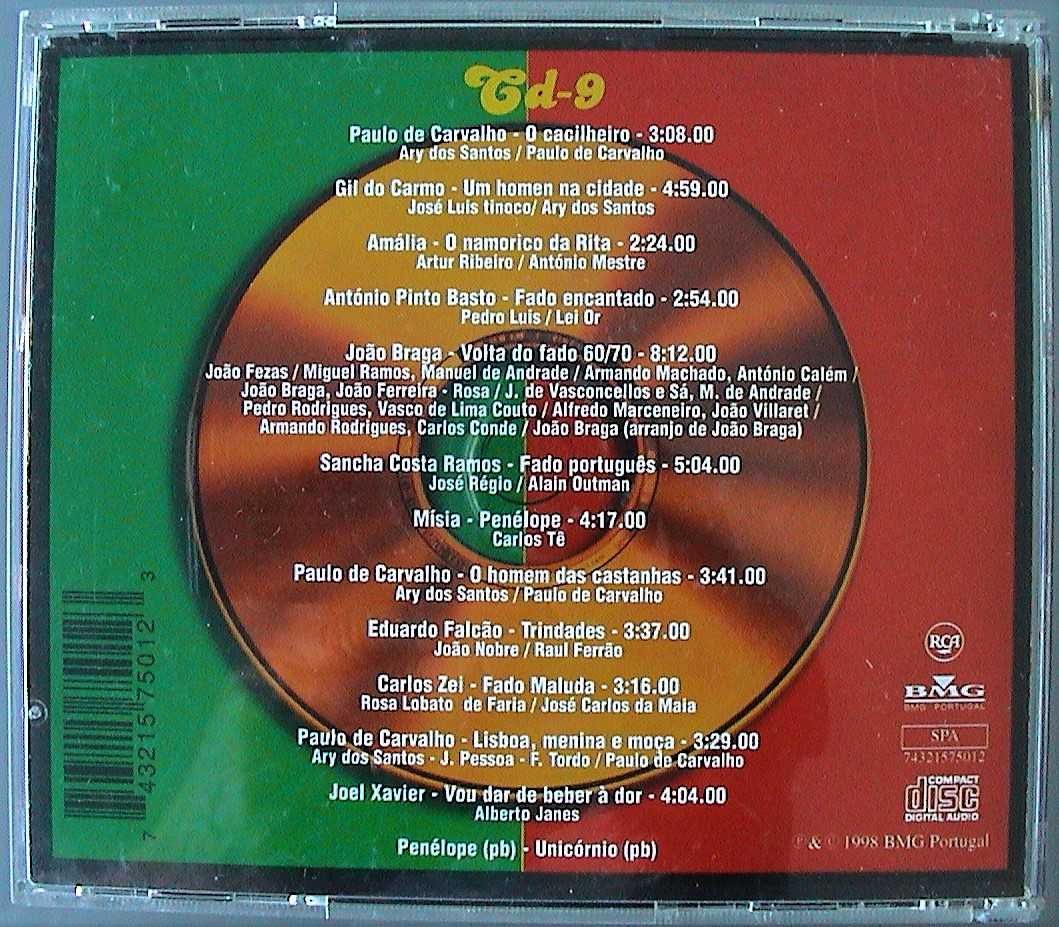 Cd-9
Paulo de Carvalho - O cacilheiro - 3:08.00
Ary dos Santos / Paulo de Carvalho
Gil do Carmo - Um homen na cidade - 4:59.00
José Luis tinoco/ Ary dos Santos
Amália - O namorico da Rita - 2:24.00
Artur Ribeiro / António Mestre
António Pinto Basto - Fado encantado - 2:54.00
Pedro Luis / Lei Or
João Braga - Volta do fado 60/70 - 8:12.00
João Fezas / Miguel Ramos, Manuel de Andrade / Armando Machado, António Calém /
João Braga, João Ferreira - Rosa / J. de Vasconcellos e Sá, M. de Andrade /
Pedro Rodrigues, Vasco de Lima Couto / Alfredo Marceneiro, João Villaret /
Armando Rodrigues, Carlos Conde / João Braga (arranjo de João Braga)
Sancha Costa Ramos - Fado português - 5:04.00
José Régio / Alain Outman
Mísia - Penélope - 4:17.00
Carlos Tê
Paulo de Carvalho - O homem das castanhas - 3:41.00
Ary dos Santos / Paulo de Carvalho
Eduardo Falcão - Trindades - 3:37.00
João Nobre / Raul Ferrão
Carlos Zel - Fado Maluda - 3:16.00
Rosa Lobato de Faria / José Carlos da Maia
Paulo de Carvalho - Lisboa, menina e moça - 3:29.00
Ary dos Santos - J. Pessoa - F. Tordo / Paulo de Carvalho
Joel Xavier - Vou dar de beber à dor - 4:04.00
Alberto Janes
Penélope (pb) - Unicórnio (pb)
7 43215 75012 3
RCA
BMG
BMG PORTUGAL
SPA
74321575012
COMPACT
disc
DIGITAL AUDIO
℗ & © 1998 BMG Portugal